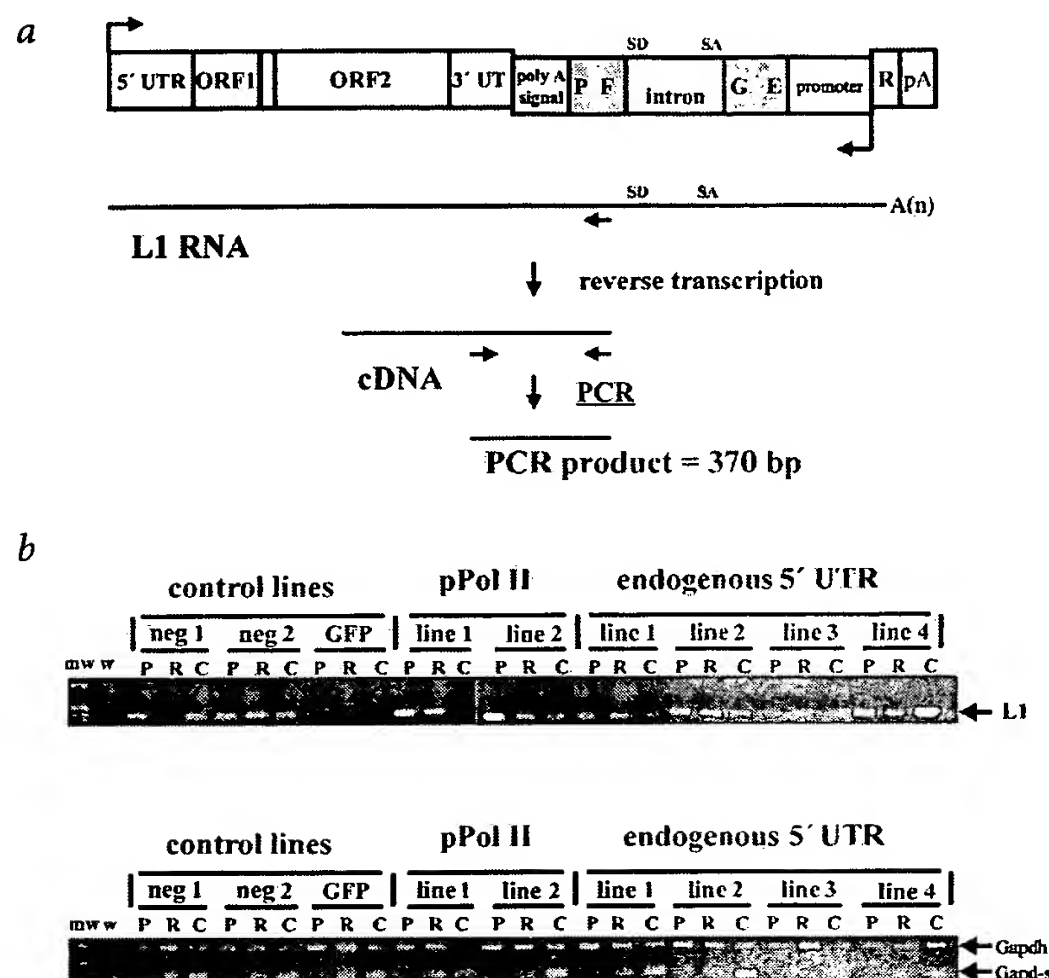 a
SD SA
5´ UTR ORF1 ORF2 3´ UT poly A signal P F intron G E promoter R pA
SD SA
A(n)
L1 RNA
reverse transcription
cDNA
PCR
PCR product = 370 bp
b
control lines pPol II endogenous 5´ UTR
neg 1 neg 2 GFP line 1 line 2 line 1 line 2 line 3 line 4
mw w P R C P R C P R C P R C P R C P R C P R C P R C P R C
L1
control lines pPol II endogenous 5´ UTR
neg 1 neg 2 GFP line 1 line 2 line 1 line 2 line 3 line 4
mw w P R C P R C P R C P R C P R C P R C P R C P R C P R C
Gapdh
Gapd-s